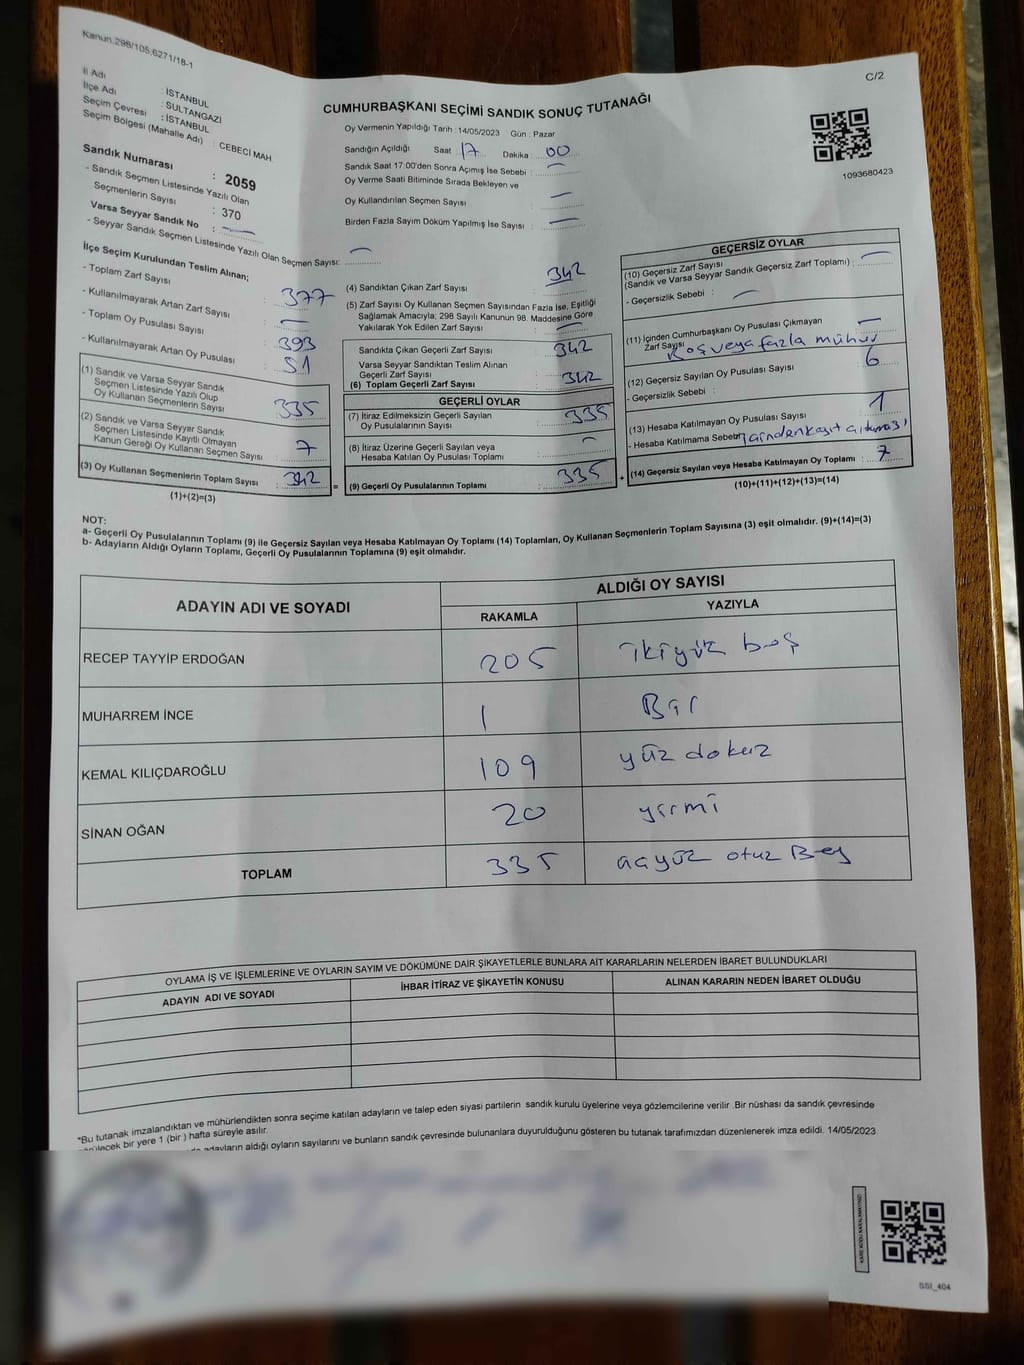 Kanun.298/105,6271/18-1
C/2
İl Adı : İSTANBUL
İlçe Adı : SULTANGAZİ
Seçim Çevresi : İSTANBUL
Seçim Bölgesi (Mahalle Adı) : CEBECİ MAH
Sandık Numarası : 2059
- Sandık Seçmen Listesinde Yazılı Olan
Seçmenlerin Sayısı : 370
Varsa Seyyar Sandık No :
- Seyyar Sandık Seçmen Listesinde Yazılı Olan Seçmen Sayısı:
CUMHURBAŞKANI SEÇİMİ SANDIK SONUÇ TUTANAĞI
Oy Vermenin Yapıldığı Tarih :14/05/2023 Gün : Pazar
Sandığın Açıldığı Saat : 17 Dakika : 00
Sandık Saat 17:00'den Sonra Açımış İse Sebebi :
Oy Verme Saati Bitiminde Sırada Bekleyen ve
Oy Kullandırılan Seçmen Sayısı :
Birden Fazla Sayım Döküm Yapılmış İse Sayısı :
1093680423
İlçe Seçim Kurulundan Teslim Alınan;
- Toplam Zarf Sayısı : 377
- Kullanılmayarak Artan Zarf Sayısı :
- Toplam Oy Pusulası Sayısı : 393
- Kullanılmayarak Artan Oy Pusulası : 51
(1) Sandık ve Varsa Seyyar Sandık
Seçmen Listesinde Yazılı Olup
Oy Kullanan Seçmenlerin Sayısı : 335
(2) Sandık ve Varsa Seyyar Sandık
Seçmen Listesinde Kayıtlı Olmayan
Kanun Gereği Oy Kullanan Seçmen Sayısı : 7
(3) Oy Kullanan Seçmenlerin Toplam Sayısı : 342
(1)+(2)=(3)
(4) Sandıktan Çıkan Zarf Sayısı : 342
(5) Zarf Sayısı Oy Kullanan Seçmen Sayısından Fazla İse, Eşitliği
Sağlamak Amacıyla; 298 Sayılı Kanunun 98. Maddesine Göre
Yakılarak Yok Edilen Zarf Sayısı :
Sandıkta Çıkan Geçerli Zarf Sayısı : 342
Varsa Seyyar Sandıktan Teslim Alınan
Geçerli Zarf Sayısı :
(6) Toplam Geçerli Zarf Sayısı : 342
GEÇERLİ OYLAR
(7) İtiraz Edilmeksizin Geçerli Sayılan
Oy Pusulalarının Sayısı : 335
(8) İtiraz Üzerine Geçerli Sayılan veya
Hesaba Katılan Oy Pusulası Toplamı :
= (9) Geçerli Oy Pusulalarının Toplamı : 335
GEÇERSİZ OYLAR
(10) Geçersiz Zarf Sayısı
(Sandık ve Varsa Seyyar Sandık Geçersiz Zarf Toplamı) :
- Geçersizlik Sebebi :
(11) İçinden Cumhurbaşkanı Oy Pusulası Çıkmayan
Zarf Sayısı :
Boş veya fazla mühür
(12) Geçersiz Sayılan Oy Pusulası Sayısı : 6
- Geçersizlik Sebebi :
(13) Hesaba Katılmayan Oy Pusulası Sayısı : 1
- Hesaba Katılmama Sebebi
+ (14) Geçersiz Sayılan veya Hesaba Katılmayan Oy Toplamı : 7
(10)+(11)+(12)+(13)=(14)
NOT:
a- Geçerli Oy Pusulalarının Toplamı (9) ile Geçersiz Sayılan veya Hesaba Katılmayan Oy Toplamı (14) Toplamları, Oy Kullanan Seçmenlerin Toplam Sayısına (3) eşit olmalıdır. (9)+(14)=(3)
b- Adayların Aldığı Oyların Toplamı, Geçerli Oy Pusulalarının Toplamına (9) eşit olmalıdır.
ADAYIN ADI VE SOYADI
ALDIĞI OY SAYISI
RAKAMLA YAZIYLA
RECEP TAYYİP ERDOĞAN 205 ikiyüz beş
MUHARREM İNCE 1 Bir
KEMAL KILIÇDAROĞLU 109 yüz dokuz
SİNAN OĞAN 20 yirmi
TOPLAM 335 üçyüz otuz Beş
OYLAMA İŞ VE İŞLEMLERİNE VE OYLARIN SAYIM VE DÖKÜMÜNE DAİR ŞİKAYETLERLE BUNLARA AİT KARARLARIN NELERDEN İBARET BULUNDUKLARI
ADAYIN ADI VE SOYADI İHBAR İTİRAZ VE ŞİKAYETİN KONUSU ALINAN KARARIN NEDEN İBARET OLDUĞU
"Bu tutanak imzalandıktan ve mühürlendikten sonra seçime katılan adayların ve talep eden siyasi partilerin sandık kurulu üyelerine veya gözlemcilerine verilir .Bir nüshası da sandık çevresinde
bir yere 1 (bir ) hafta süreyle asılır.
adayların aldığı oyların sayılarını ve bunların sandık çevresinde bulunanlara duyurulduğunu gösteren bu tutanak tarafımızdan düzenlenerek imza edildi. 14/05/2023
SSI_404